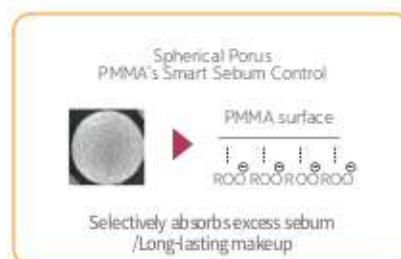 Spherical Porus
PMMA's Smart Sebum Control
PMMA surface
ROO ROO ROO ROO
Selectively absorbs excess sebum
/Long-lasting makeup